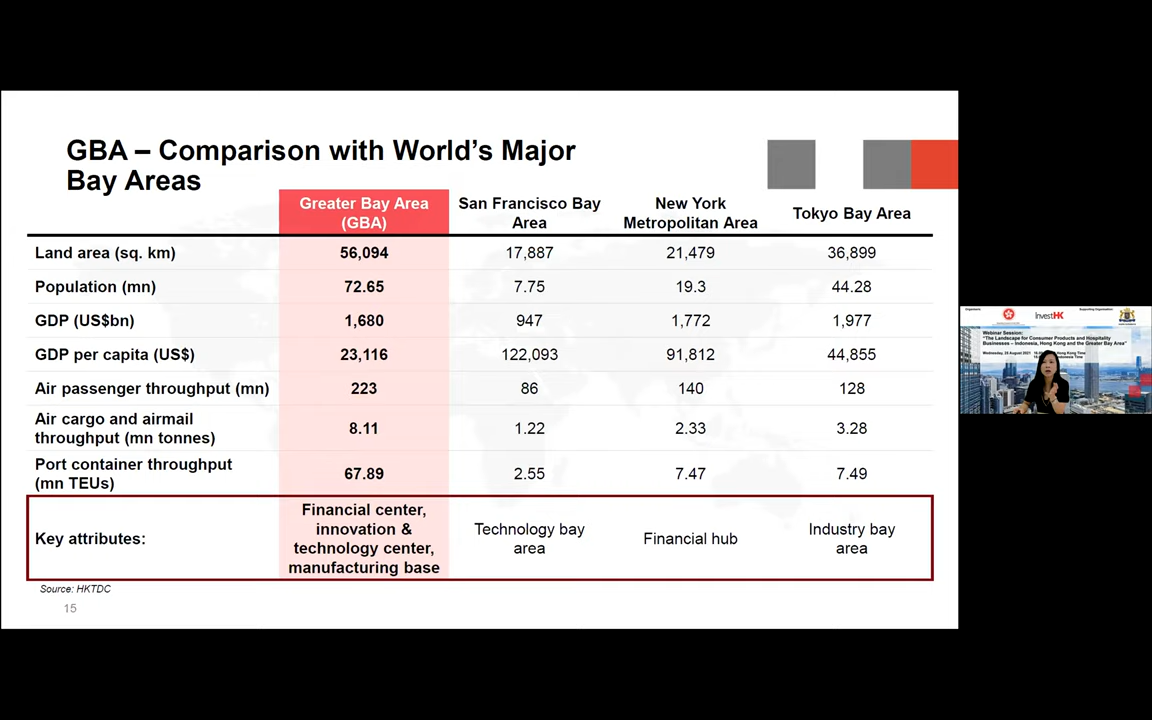 GBA – Comparison with World's Major
Bay Areas
Greater Bay Area
(GBA)
San Francisco Bay
Area
New York
Metropolitan Area
Tokyo Bay Area
Land area (sq. km) 56,094 17,887 21,479 36,899
Population (mn) 72.65 7.75 19.3 44.28
GDP (US$bn) 1,680 947 1,772 1,977
GDP per capita (US$) 23,116 122,093 91,812 44,855
Air passenger throughput (mn) 223 86 140 128
Air cargo and airmail
throughput (mn tonnes) 8.11 1.22 2.33 3.28
Port container throughput
(mn TEUs) 67.89 2.55 7.47 7.49
Key attributes:
Financial center,
innovation &
technology center,
manufacturing base
Technology bay
area
Financial hub
Industry bay
area
Source: HKTDC
15
InvestHK
Webinar Session:
"The Landscape for Consumer Products and Hospitality
Businesses – Indonesia, Hong Kong and the Greater Bay Area"